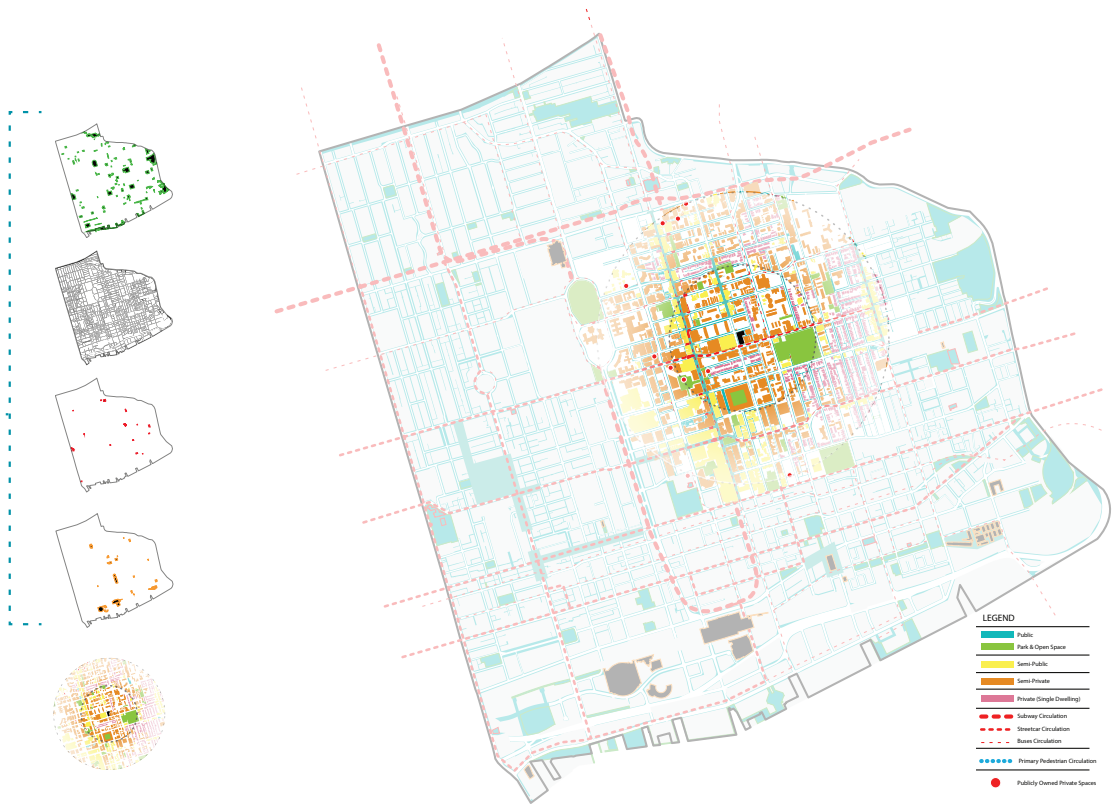 LEGEND
Public
Park & Open Space
Semi-Public
Semi-Private
Private (Single Dwelling)
Subway Circulation
Streetcar Circulation
Buses Circulation
Primary Pedestrian Circulation
Publicly Owned Private Spaces